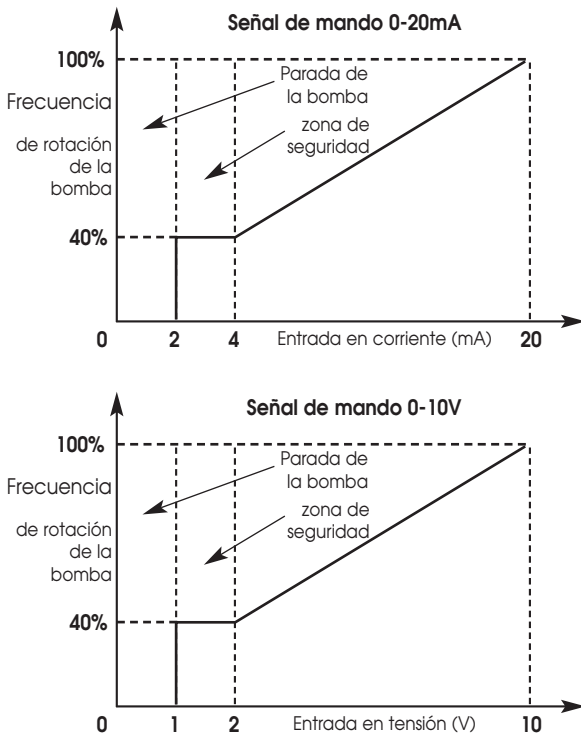 Señal de mando 0-20mA
100%
Parada de
la bomba
Frecuencia
zona de
seguridad
de rotación
de la
bomba
40%
0
2
4
Entrada en corriente (mA)
20
Señal de mando 0-10V
100%
Parada de
la bomba
Frecuencia
zona de
seguridad
de rotación
de la
bomba
40%
0
1
2
Entrada en tensión (V)
10